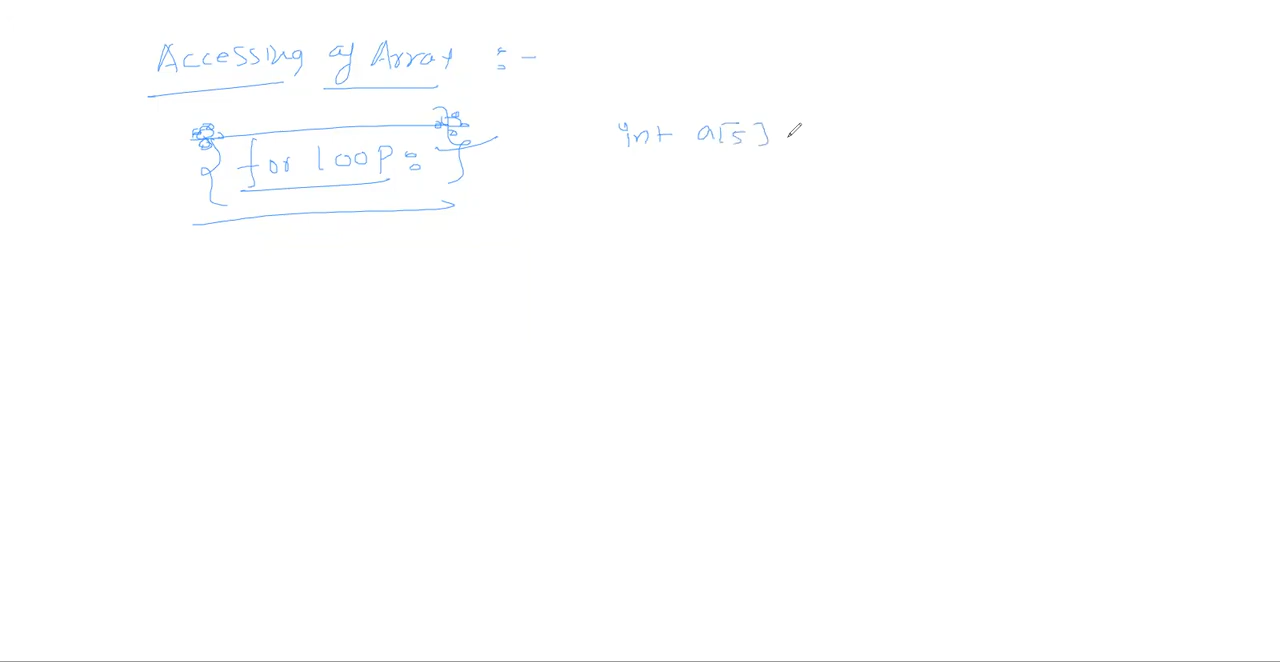 Accessing of Array :-
{ for loop : }
int a[5]